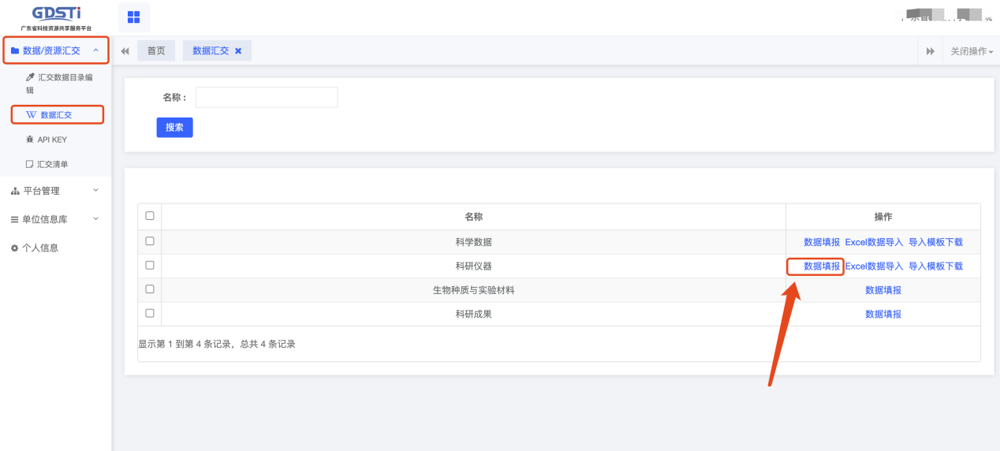 GDSTi
广东省科技资源共享服务平台
数据/资源汇交
汇交数据目录编
辑
数据汇交
API KEY
汇交清单
平台管理
单位信息库
个人信息
首页
数据汇交
关闭操作
名称：
搜索
名称 操作
科学数据 数据填报 Excel数据导入 导入模板下载
科研仪器 数据填报 Excel数据导入 导入模板下载
生物种质与实验材料 数据填报
科研成果 数据填报
显示第 1 到第 4 条记录，总共 4 条记录